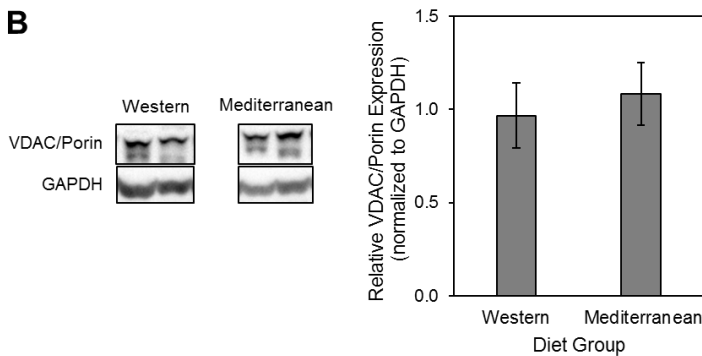 B
Western Mediterranean
VDAC/Porin
GAPDH
Relative VDAC/Porin Expression
(normalized to GAPDH)
1.5
1.0
0.5
0.0
Western Mediterranean
Diet Group